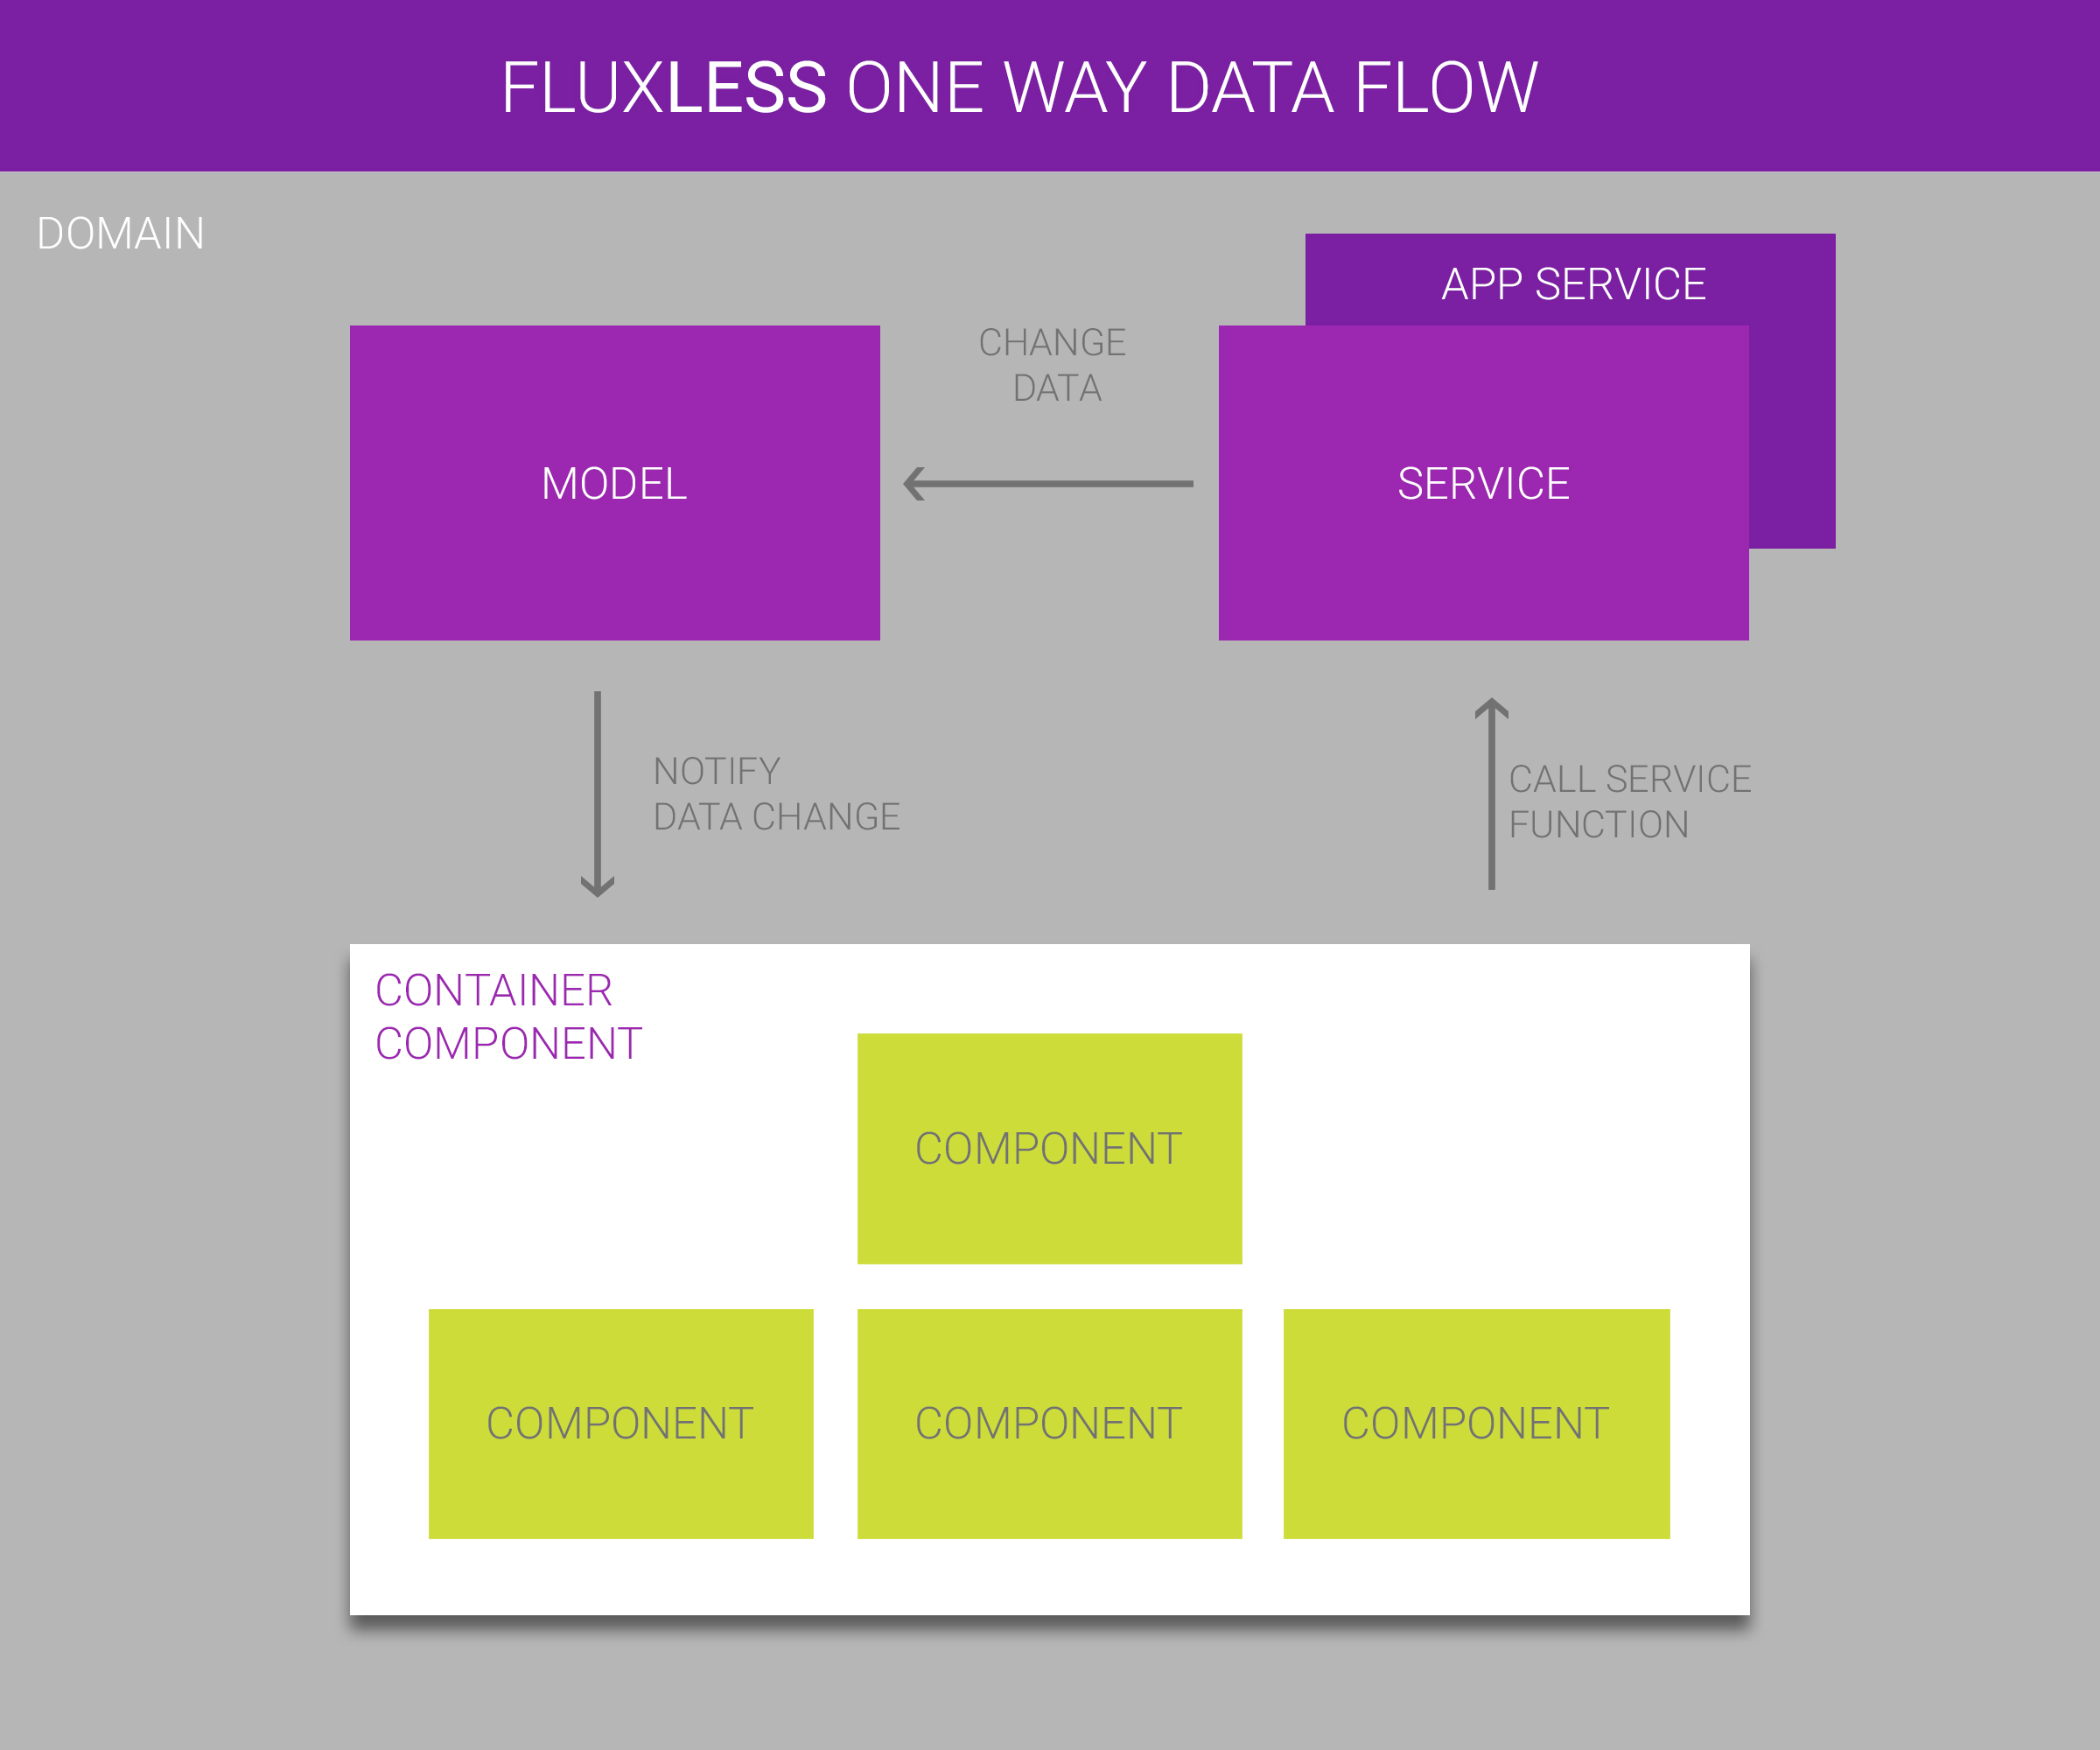 FLUXLESS ONE WAY DATA FLOW
DOMAIN
APP SERVICE
CHANGE
DATA
MODEL
SERVICE
NOTIFY
DATA CHANGE
CALL SERVICE
FUNCTION
CONTAINER
COMPONENT
COMPONENT
COMPONENT
COMPONENT
COMPONENT